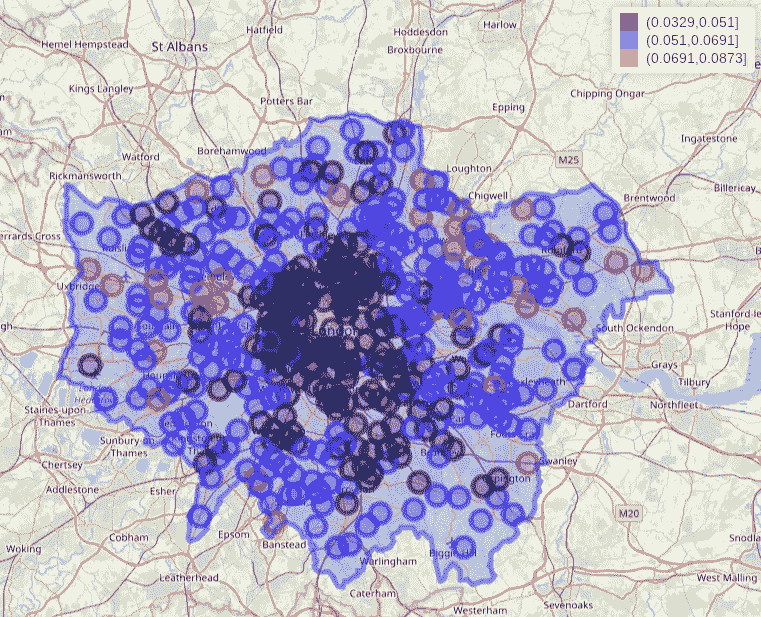 Hatfield
Hoddesdon
Harlow
(0.0329,0.051]
Hemel Hempstead
St Albans
(0.051,0.0691]
Broxbourne
(0.0691,0.0873]
Kings Langley
Chipping Ongar
Potters Bar
Epping
Ingatestone
Watford
Borehamwood
M25
Rickmansworth
Loughton
Chigwell
Brentwood
Billericay
errards Cross
Uxbridge
South Ockendon
Stanford-le-
Hope
London
Grays
Tilbury
Staines-upon-
Thames
Dartford
Northfleet
Sunbury-on-
Thames
Chertsey
Swanley
Addlestone
Esher
M20
Epsom
Banstead
Cobham
Woking
Biggin Hill
Warlingham
Leatherhead
Caterham
West Malling
Westerham
Sevenoaks